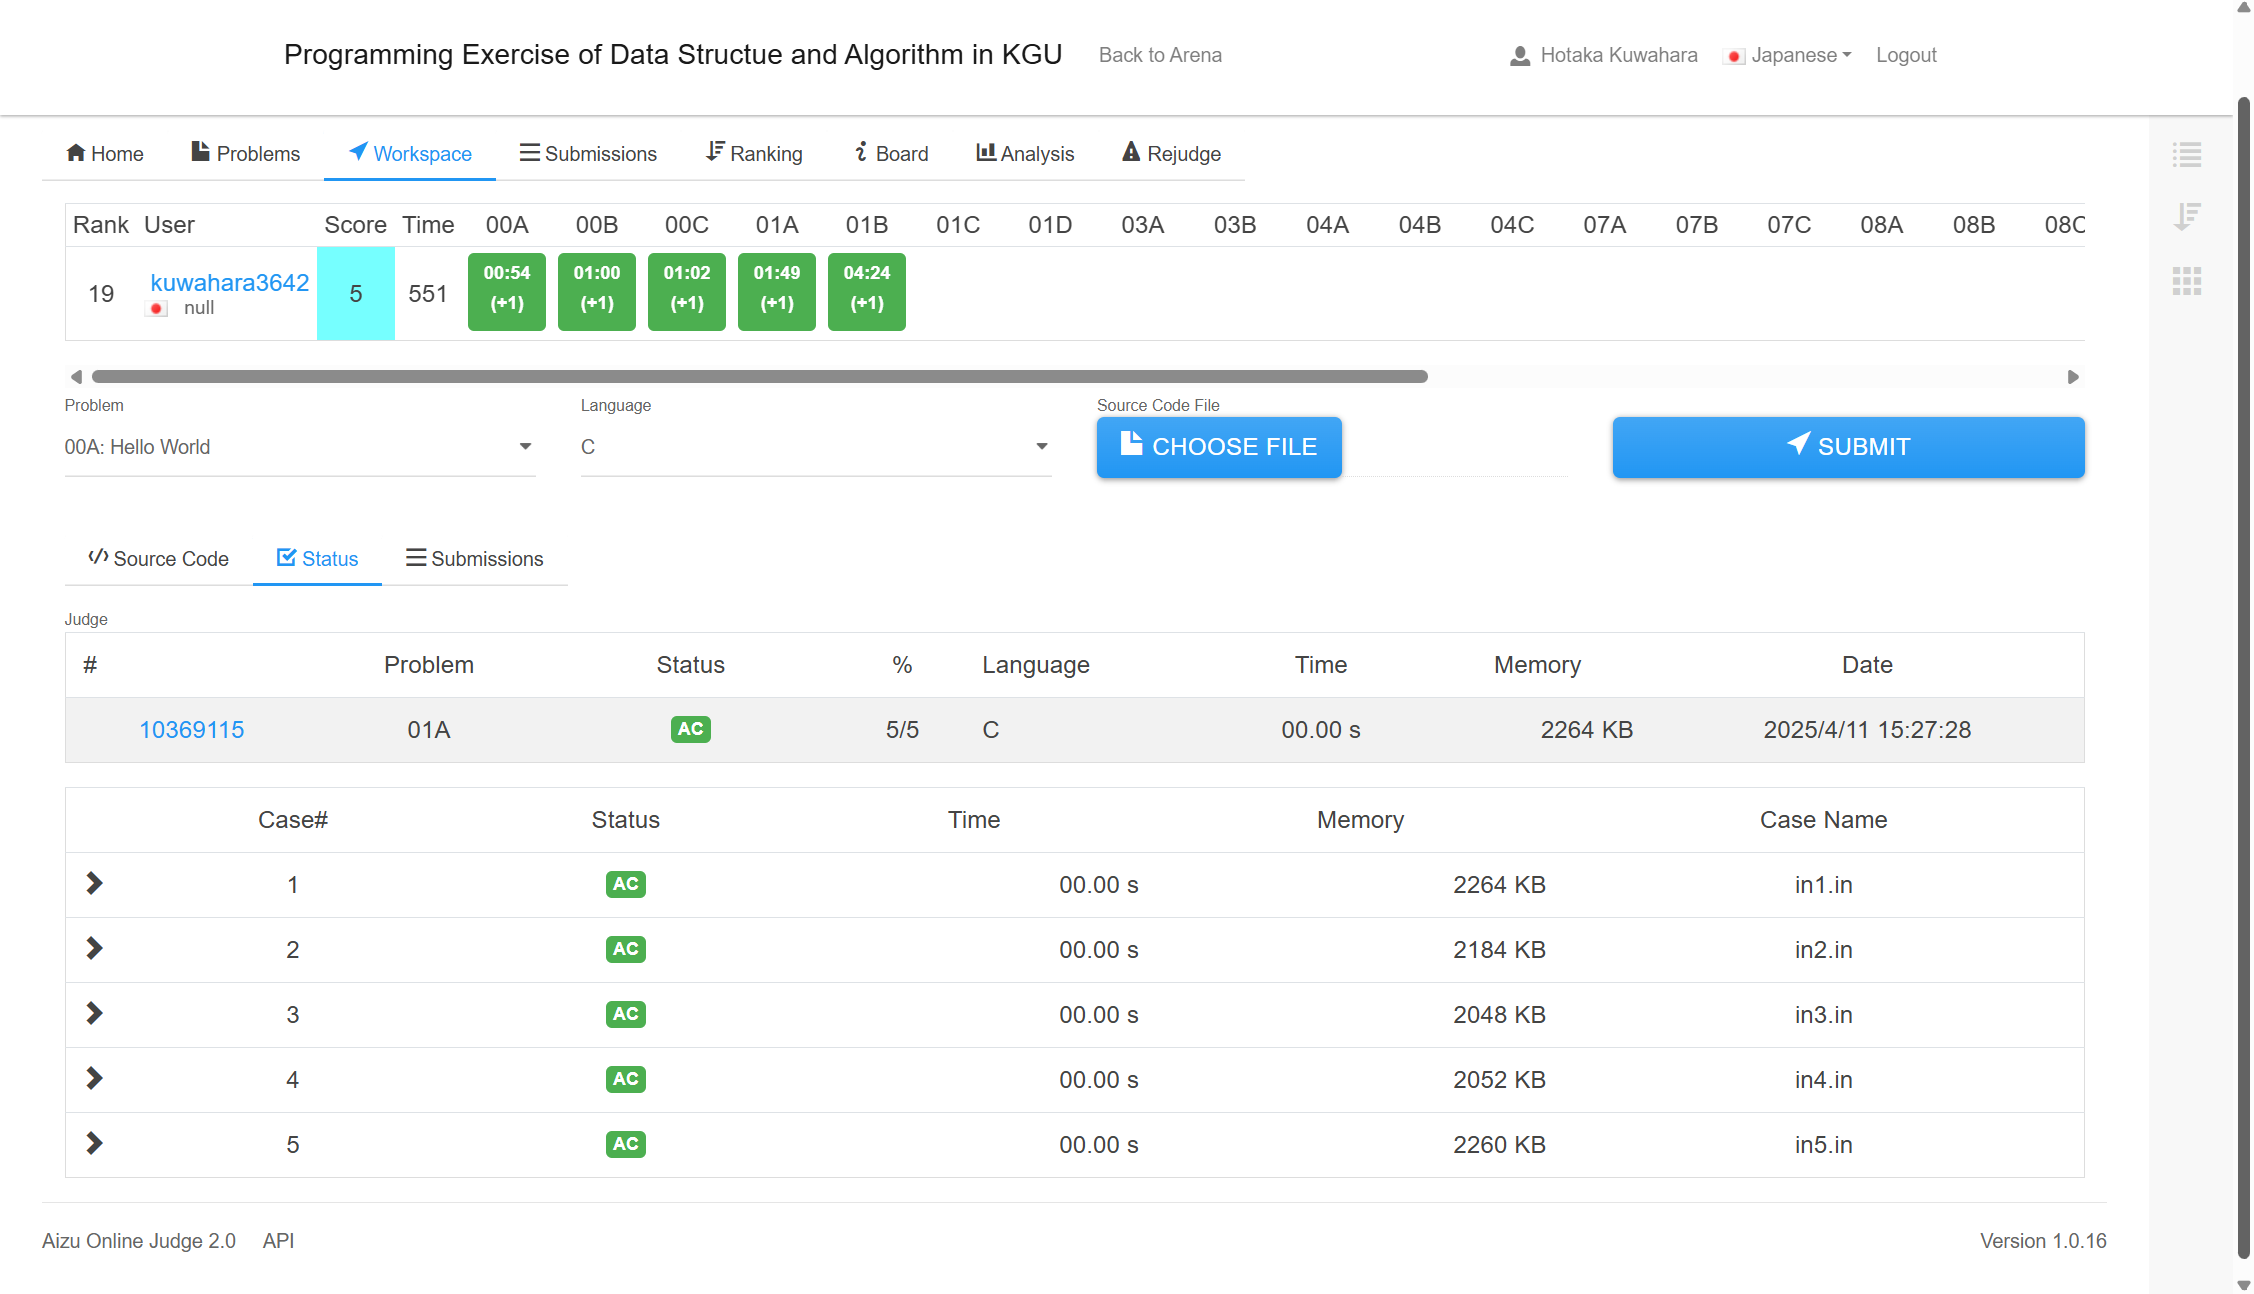 Programming Exercise of Data Structue and Algorithm in KGU Back to Arena Hotaka Kuwahara Japanese Logout
Home Problems Workspace Submissions Ranking Board Analysis Rejudge
Rank User Score Time 00A 00B 00C 01A 01B 01C 01D 03A 03B 04A 04B 04C 07A 07B 07C 08A 08B 08C
19 kuwahara3642 null 5 551 00:54 (+1) 01:00 (+1) 01:02 (+1) 01:49 (+1) 04:24 (+1)
Problem Language Source Code File
00A: Hello World C CHOOSE FILE SUBMIT
Source Code Status Submissions
Judge
# Problem Status % Language Time Memory Date
10369115 01A AC 5/5 C 00.00 s 2264 KB 2025/4/11 15:27:28
Case# Status Time Memory Case Name
1 AC 00.00 s 2264 KB in1.in
2 AC 00.00 s 2184 KB in2.in
3 AC 00.00 s 2048 KB in3.in
4 AC 00.00 s 2052 KB in4.in
5 AC 00.00 s 2260 KB in5.in
Aizu Online Judge 2.0 API Version 1.0.16